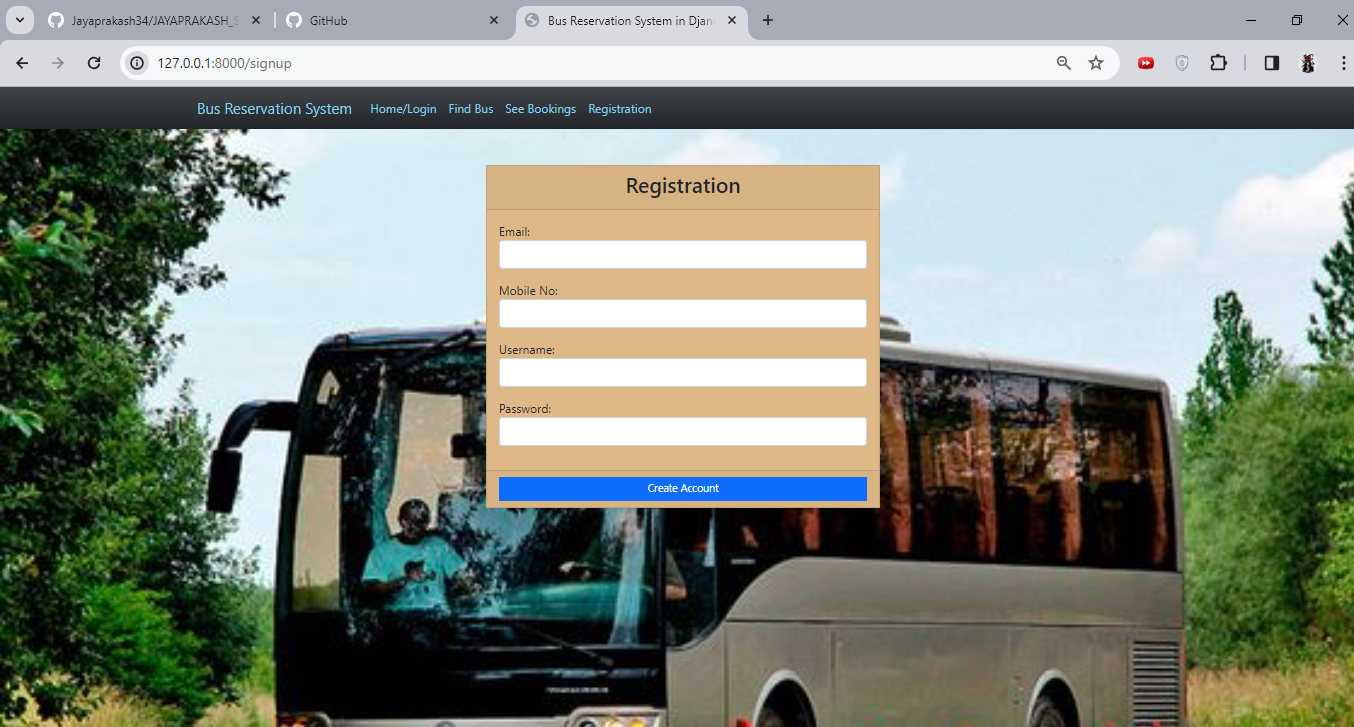 Jayaprakash34/JAYAPRAKASH_S
GitHub
Bus Reservation System in Djan
127.0.0.1:8000/signup
Bus Reservation System Home/Login Find Bus See Bookings Registration
Registration
Email:
Mobile No:
Username:
Password:
Create Account